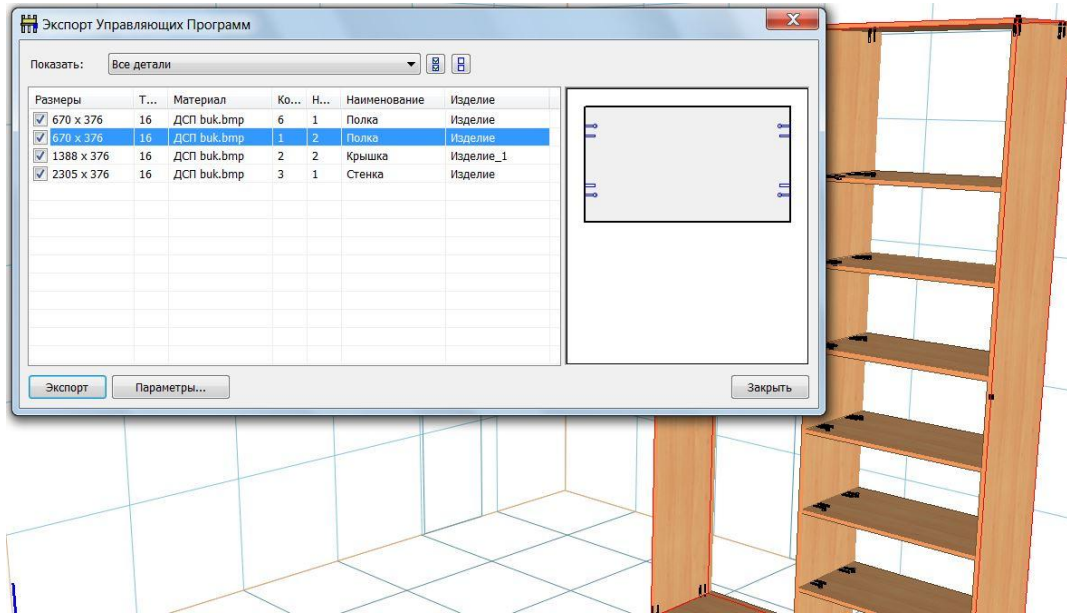 Экспорт Управляющих Программ
Показать: Все детали
Размеры Т... Материал Ко... Н... Наименование Изделие
670 x 376 16 ДСП buk.bmp 6 1 Полка Изделие
670 x 376 16 ДСП buk.bmp 1 2 Полка Изделие
1388 x 376 16 ДСП buk.bmp 2 2 Крышка Изделие_1
2305 x 376 16 ДСП buk.bmp 3 1 Стенка Изделие
Экспорт Параметры... Закрыть